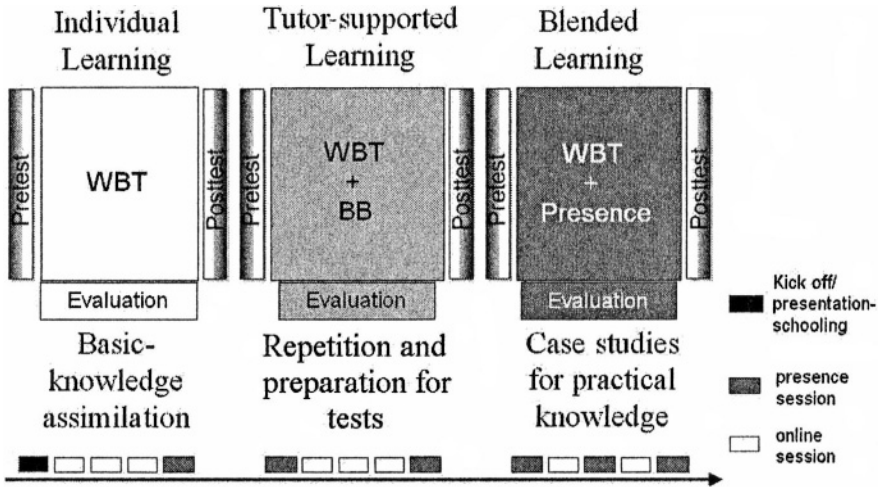 Individual
Learning
Tutor-supported
Learning
Blended
Learning
Pretest
WBT
Posttest
Pretest
WBT
+
BB
Posttest
Pretest
WBT
+
Presence
Posttest
Evaluation
Evaluation
Evaluation
Basic-
knowledge
assimilation
Repetition and
preparation for
tests
Case studies
for practical
knowledge
Kick off/
presentation-
schooling
presence
session
online
session